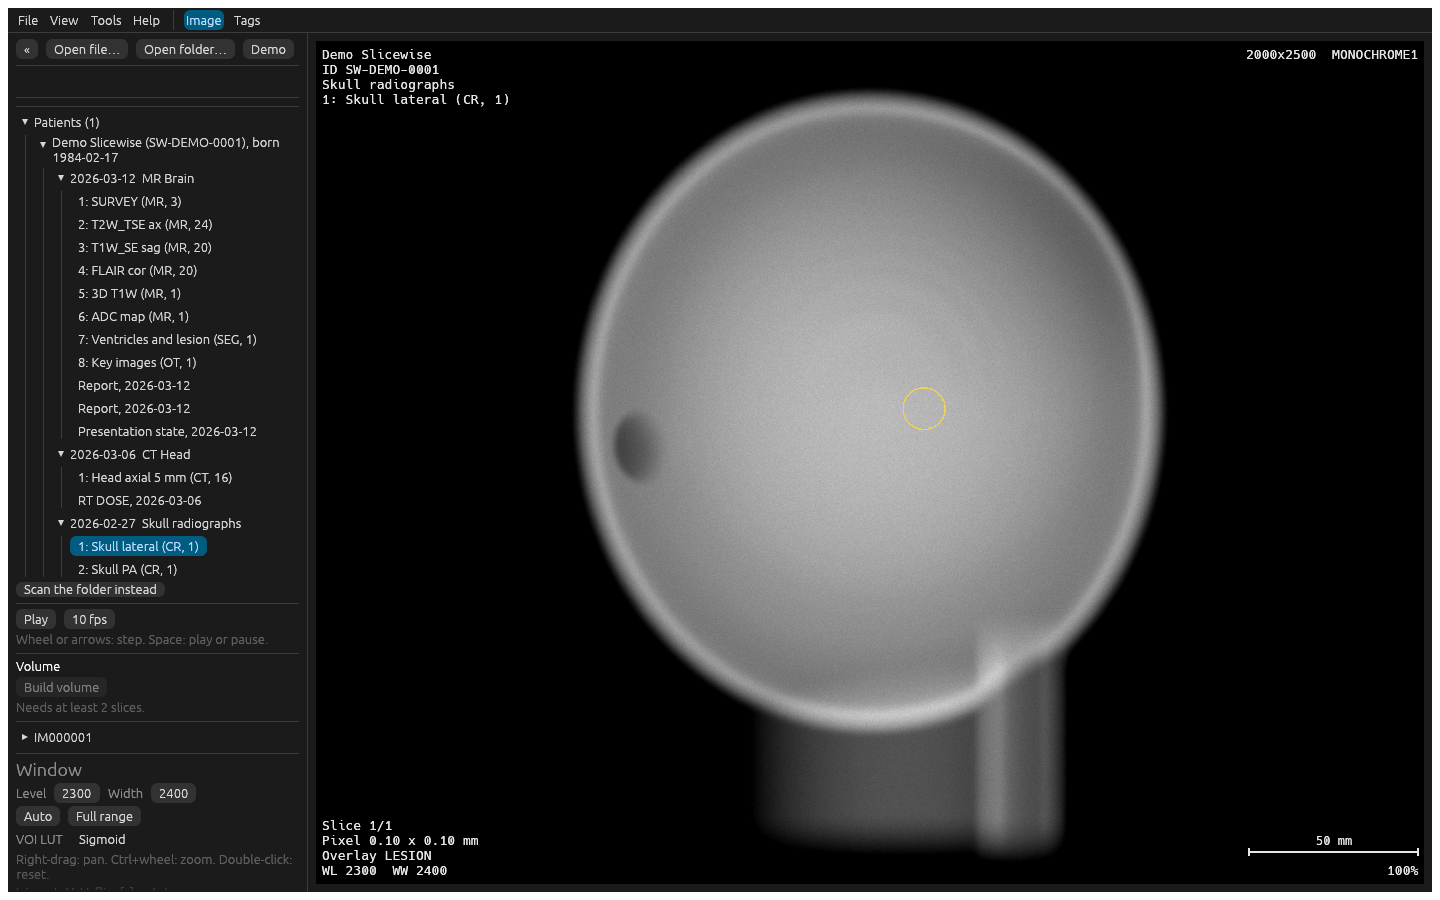 File View Tools Help Image Tags
« Open file... Open folder... Demo
Patients (1)
Demo Slicewise (SW-DEMO-0001), born
1984-02-17
2026-03-12 MR Brain
1: SURVEY (MR, 3)
2: T2W_TSE ax (MR, 24)
3: T1W_SE sag (MR, 20)
4: FLAIR cor (MR, 20)
5: 3D T1W (MR, 1)
6: ADC map (MR, 1)
7: Ventricles and lesion (SEG, 1)
8: Key images (OT, 1)
Report, 2026-03-12
Report, 2026-03-12
Presentation state, 2026-03-12
2026-03-06 CT Head
1: Head axial 5 mm (CT, 16)
RT DOSE, 2026-03-06
2026-02-27 Skull radiographs
1: Skull lateral (CR, 1)
2: Skull PA (CR, 1)
Scan the folder instead
Play 10 fps
Wheel or arrows: step. Space: play or pause.
Volume
Build volume
Needs at least 2 slices.
IM000001
Window
Level 2300 Width 2400
Auto Full range
VOI LUT Sigmoid
Right-drag: pan. Ctrl+wheel: zoom. Double-click:
reset.
Demo Slicewise
ID SW-DEMO-0001
Skull radiographs
1: Skull lateral (CR, 1)
2000x2500 MONOCHROME1
Slice 1/1
Pixel 0.10 x 0.10 mm
Overlay LESION
WL 2300 WW 2400
50 mm
100%